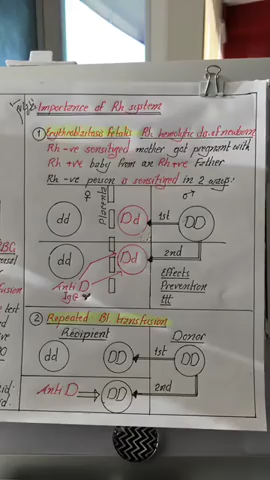 Importance of Rh system
① Erythroblastosis fetalis Rh hemolytic ds. of newborn
Rh -ve sensitized mother got pregnant with
Rh +ve baby from an Rh +ve Father
Rh -ve person is sensitized in 2 ways:
♀ ♂
Placenta
dd Dd 1st DD
dd Dd 2nd
Anti D
IgG
Effects
Prevention
ttt
② Repeated Bl transfusion
Recipient Donor
dd DD 1st DD
Anti D DD 2nd
BG